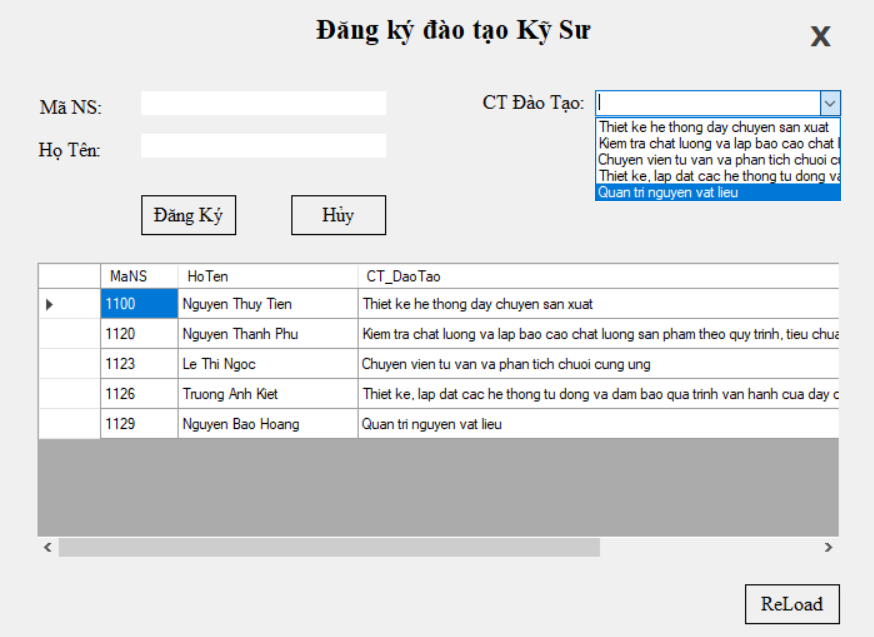 Đăng ký đào tạo Kỹ Sư
X
Mã NS:
CT Đào Tạo:
Thiet ke he thong day chuyen san xuat
Kiem tra chat luong va lap bao cao chat
Chuyen vien tu van va phan tich chuoi
Thiet ke, lap dat cac he thong tu dong
Quan tri nguyen vat lieu
Họ Tên:
Đăng Ký
Hủy
MaNS HoTen CT_DaoTao
1100 Nguyen Thuy Tien Thiet ke he thong day chuyen san xuat
1120 Nguyen Thanh Phu Kiem tra chat luong va lap bao cao chat luong san pham theo quy trinh, tieu
1123 Le Thi Ngoc Chuyen vien tu van va phan tich chuoi cung ung
1126 Truong Anh Kiet Thiet ke, lap dat cac he thong tu dong va dam bao qua trinh van hanh cua day
1129 Nguyen Bao Hoang Quan tri nguyen vat lieu
ReLoad